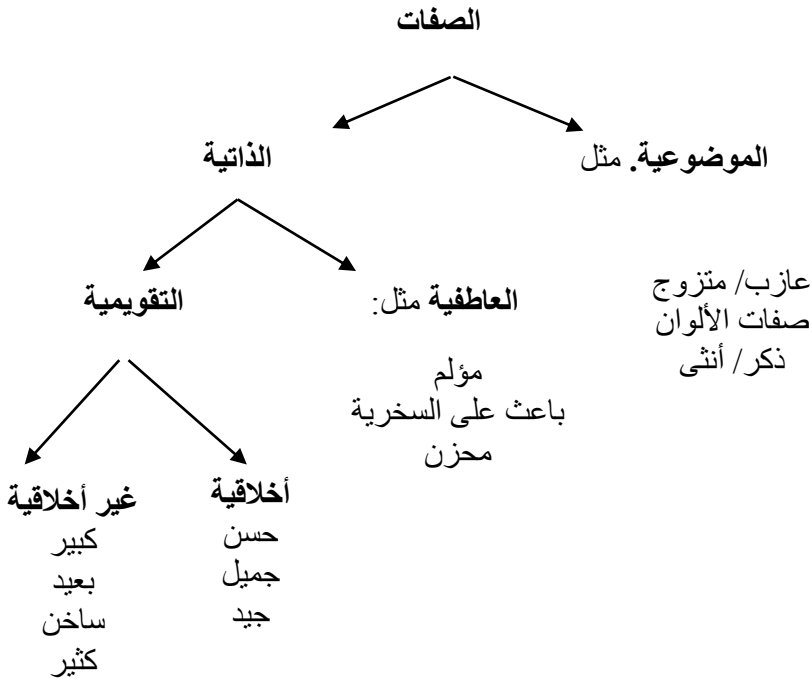 الصفات
الموضوعية. مثل
الذاتية
عازب/ متزوج
صفات الألوان
ذكر/ أنثى
العاطفية مثل:
التقويمية
مؤلم
باعث على السخرية
محزن
أخلاقية
حسن
جميل
جيد
غير أخلاقية
كبير
بعيد
ساخن
كثير